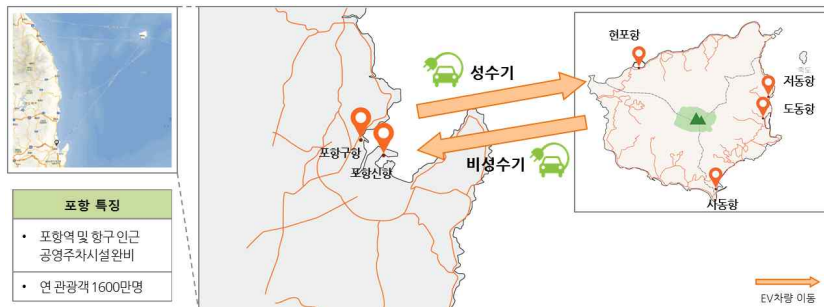 포항 특징
• 포항역 및 항구 인근
공영주차시설 완비
• 연 관광객 1600만명
포항구항
포항신항
성수기
비성수기
현포항
죽도
저동항
도동항
사동항
EV차량 이동